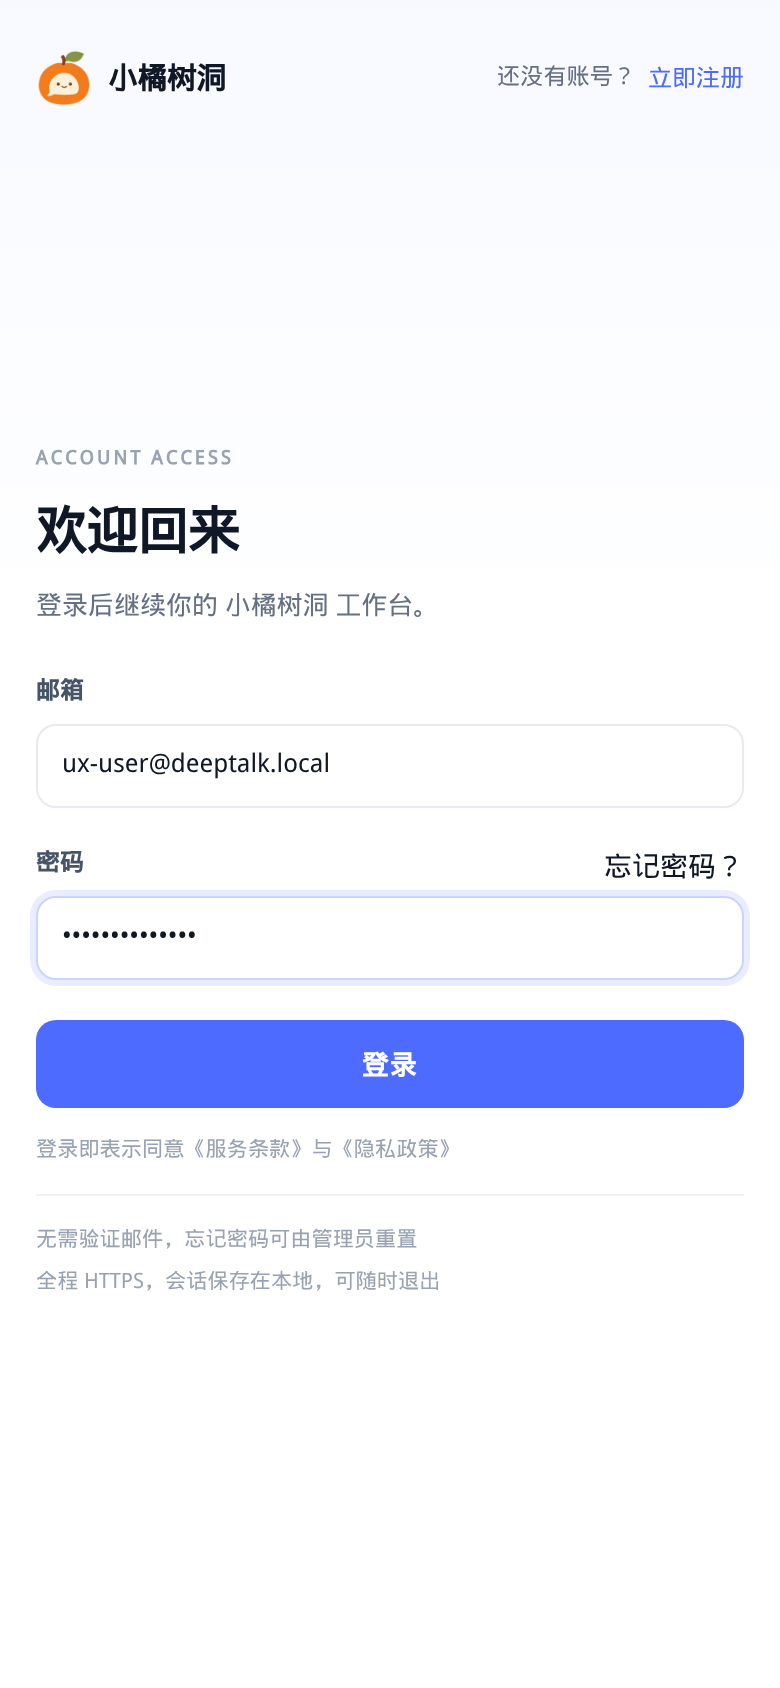 小橘树洞
还没有账号？ 立即注册
ACCOUNT ACCESS
欢迎回来
登录后继续你的 小橘树洞 工作台。
邮箱
ux-user@deeptalk.local
密码 忘记密码？
••••••••••••••
登录
登录即表示同意《服务条款》与《隐私政策》
无需验证邮件，忘记密码可由管理员重置
全程 HTTPS，会话保存在本地，可随时退出